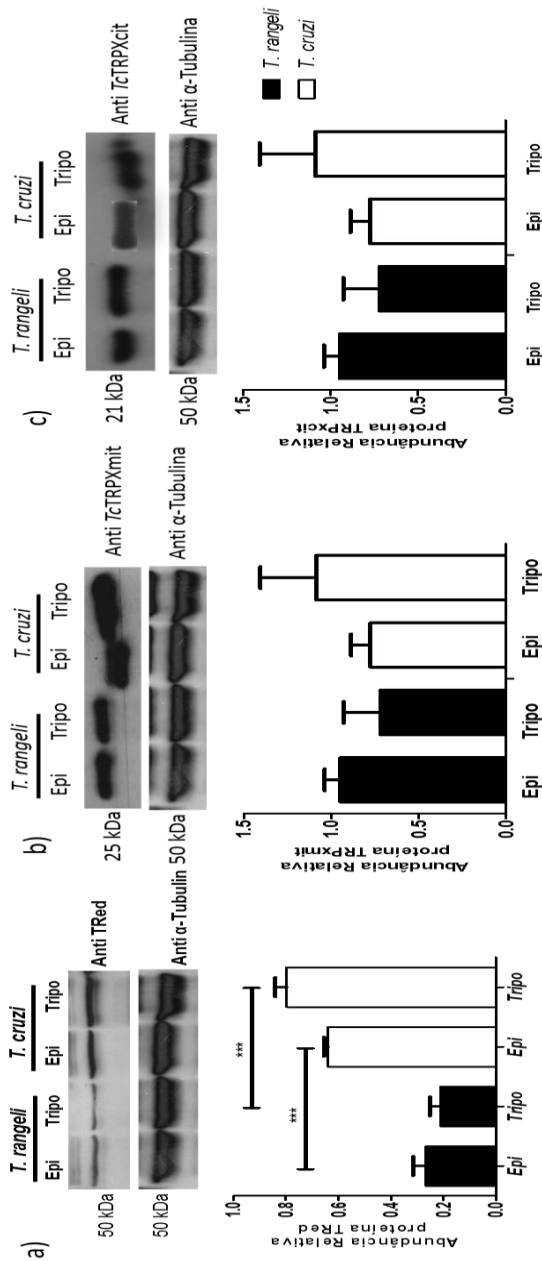 a)
T. rangeli
T. cruzi
Epi
Tripo
Epi
Tripo
50 kDa
Anti TRed
50 kDa
Anti α-Tubulin
Abundância Relativa
proteína TRed
1.0
0.8
0.6
0.4
0.2
0.0
***
***
Epi
Tripo
Epi
Tripo
b)
T. rangeli
T. cruzi
Epi
Tripo
Epi
Tripo
25 kDa
Anti TcTRPXmit
50 kDa
Anti α-Tubulina
Abundância Relativa
proteína TRPxmit
1.5
1.0
0.5
0.0
Epi
Tripo
Epi
Tripo
c)
T. rangeli
T. cruzi
Epi
Tripo
Epi
Tripo
21 kDa
Anti TcTRPXcit
50 kDa
Anti α-Tubulina
Abundância Relativa
proteína TRPxcit
1.5
1.0
0.5
0.0
Epi
Tripo
Epi
Tripo
T. rangeli
T. cruzi